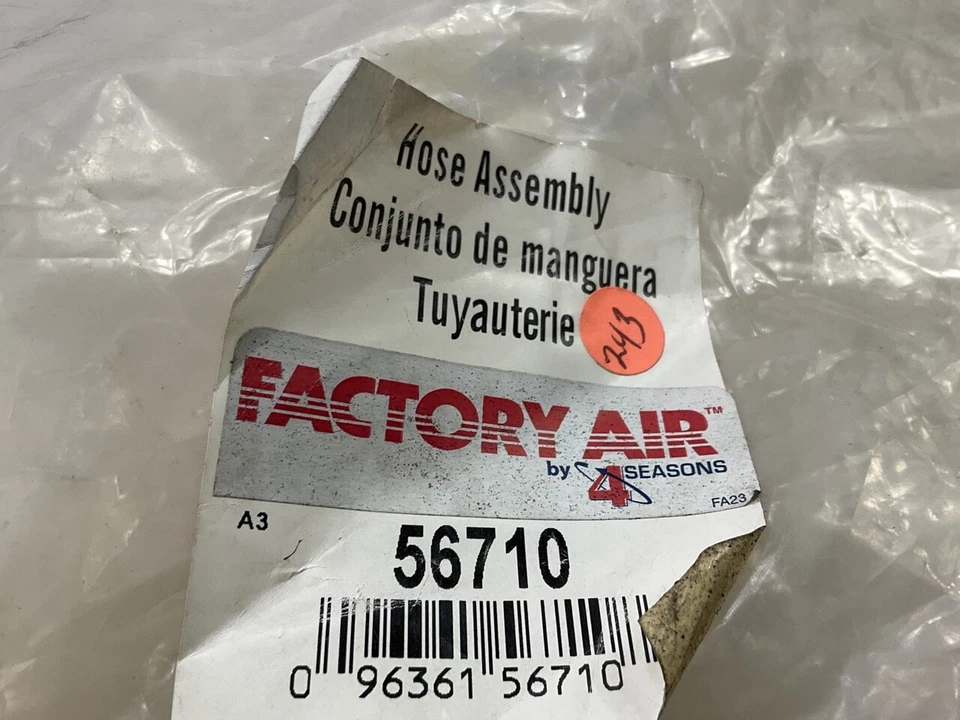 Hose Assembly
Conjunto de manguera
Tuyauterie
243
FACTORY AIR™
by 4 SEASONS
FA23
A3
56710
0 96361 56710